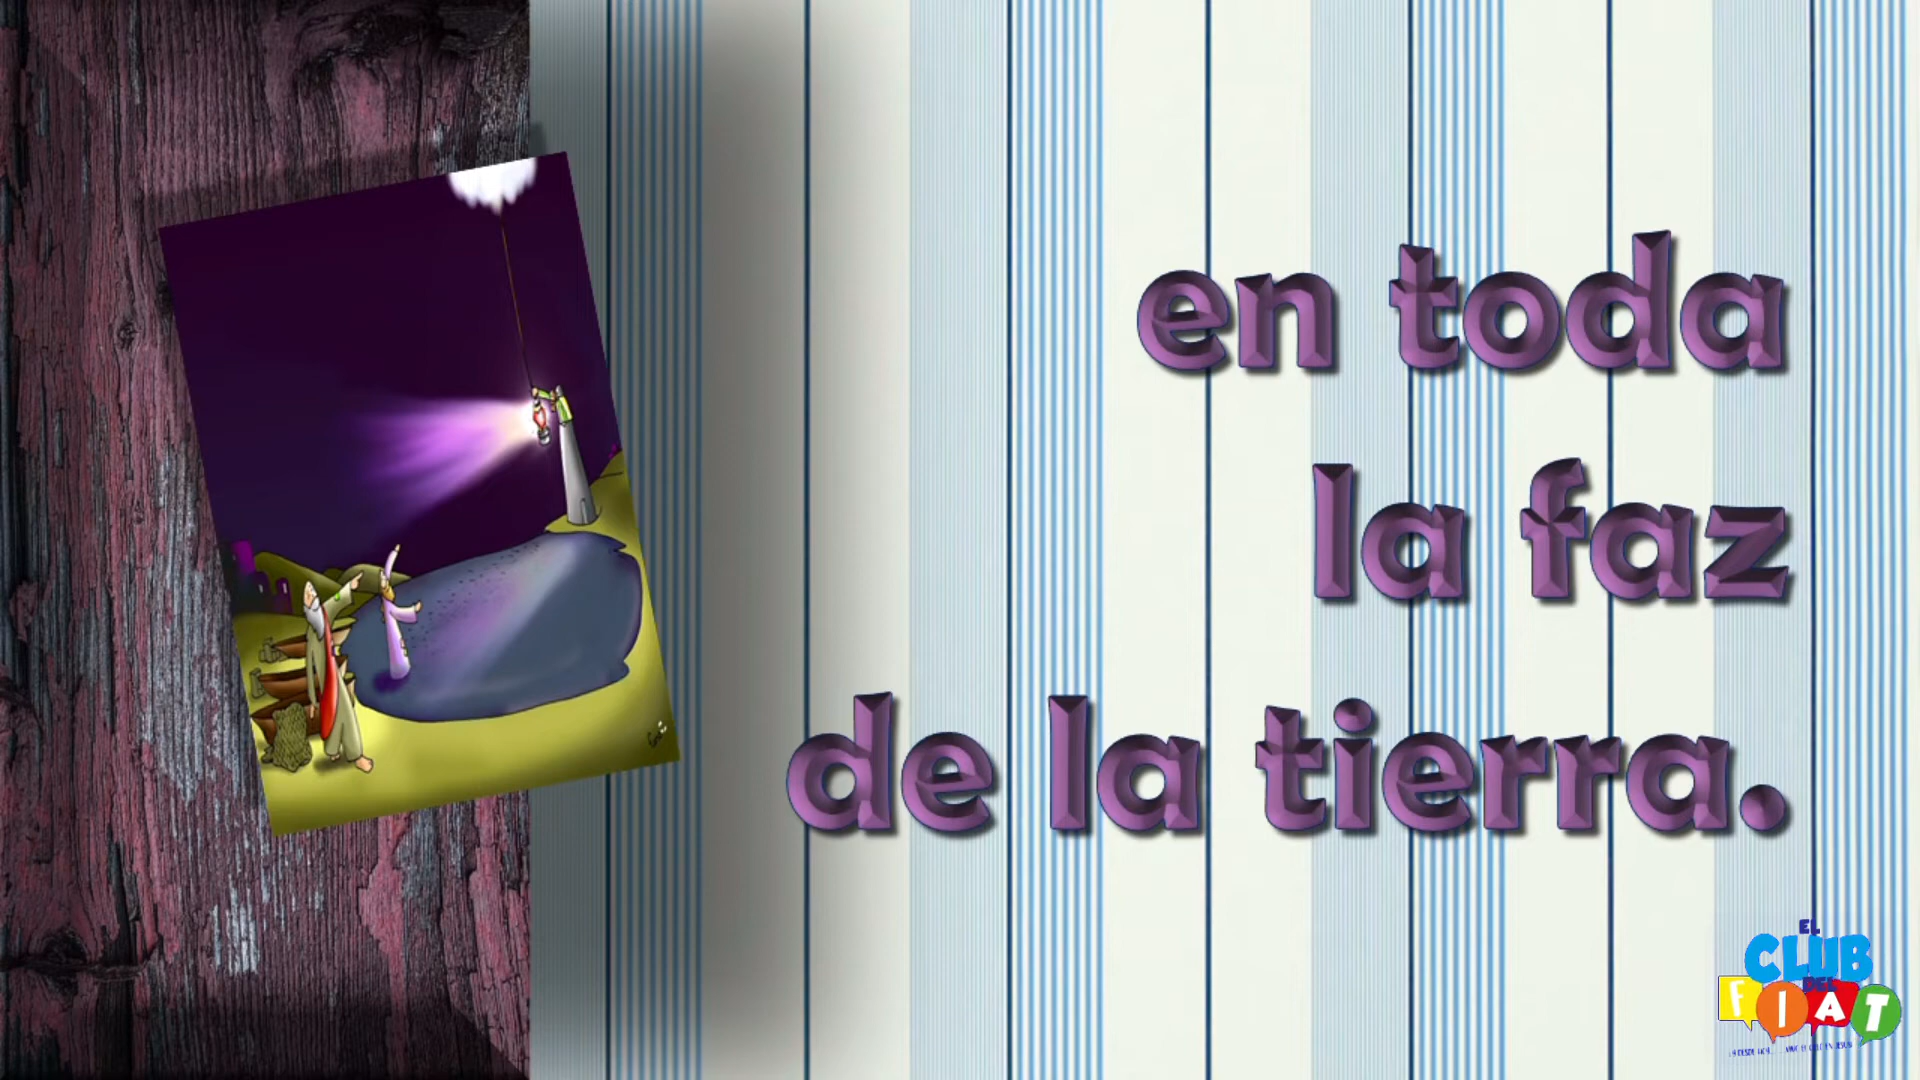 en toda
la faz
de la tierra.
EL
CLUB
DEL
FIAT